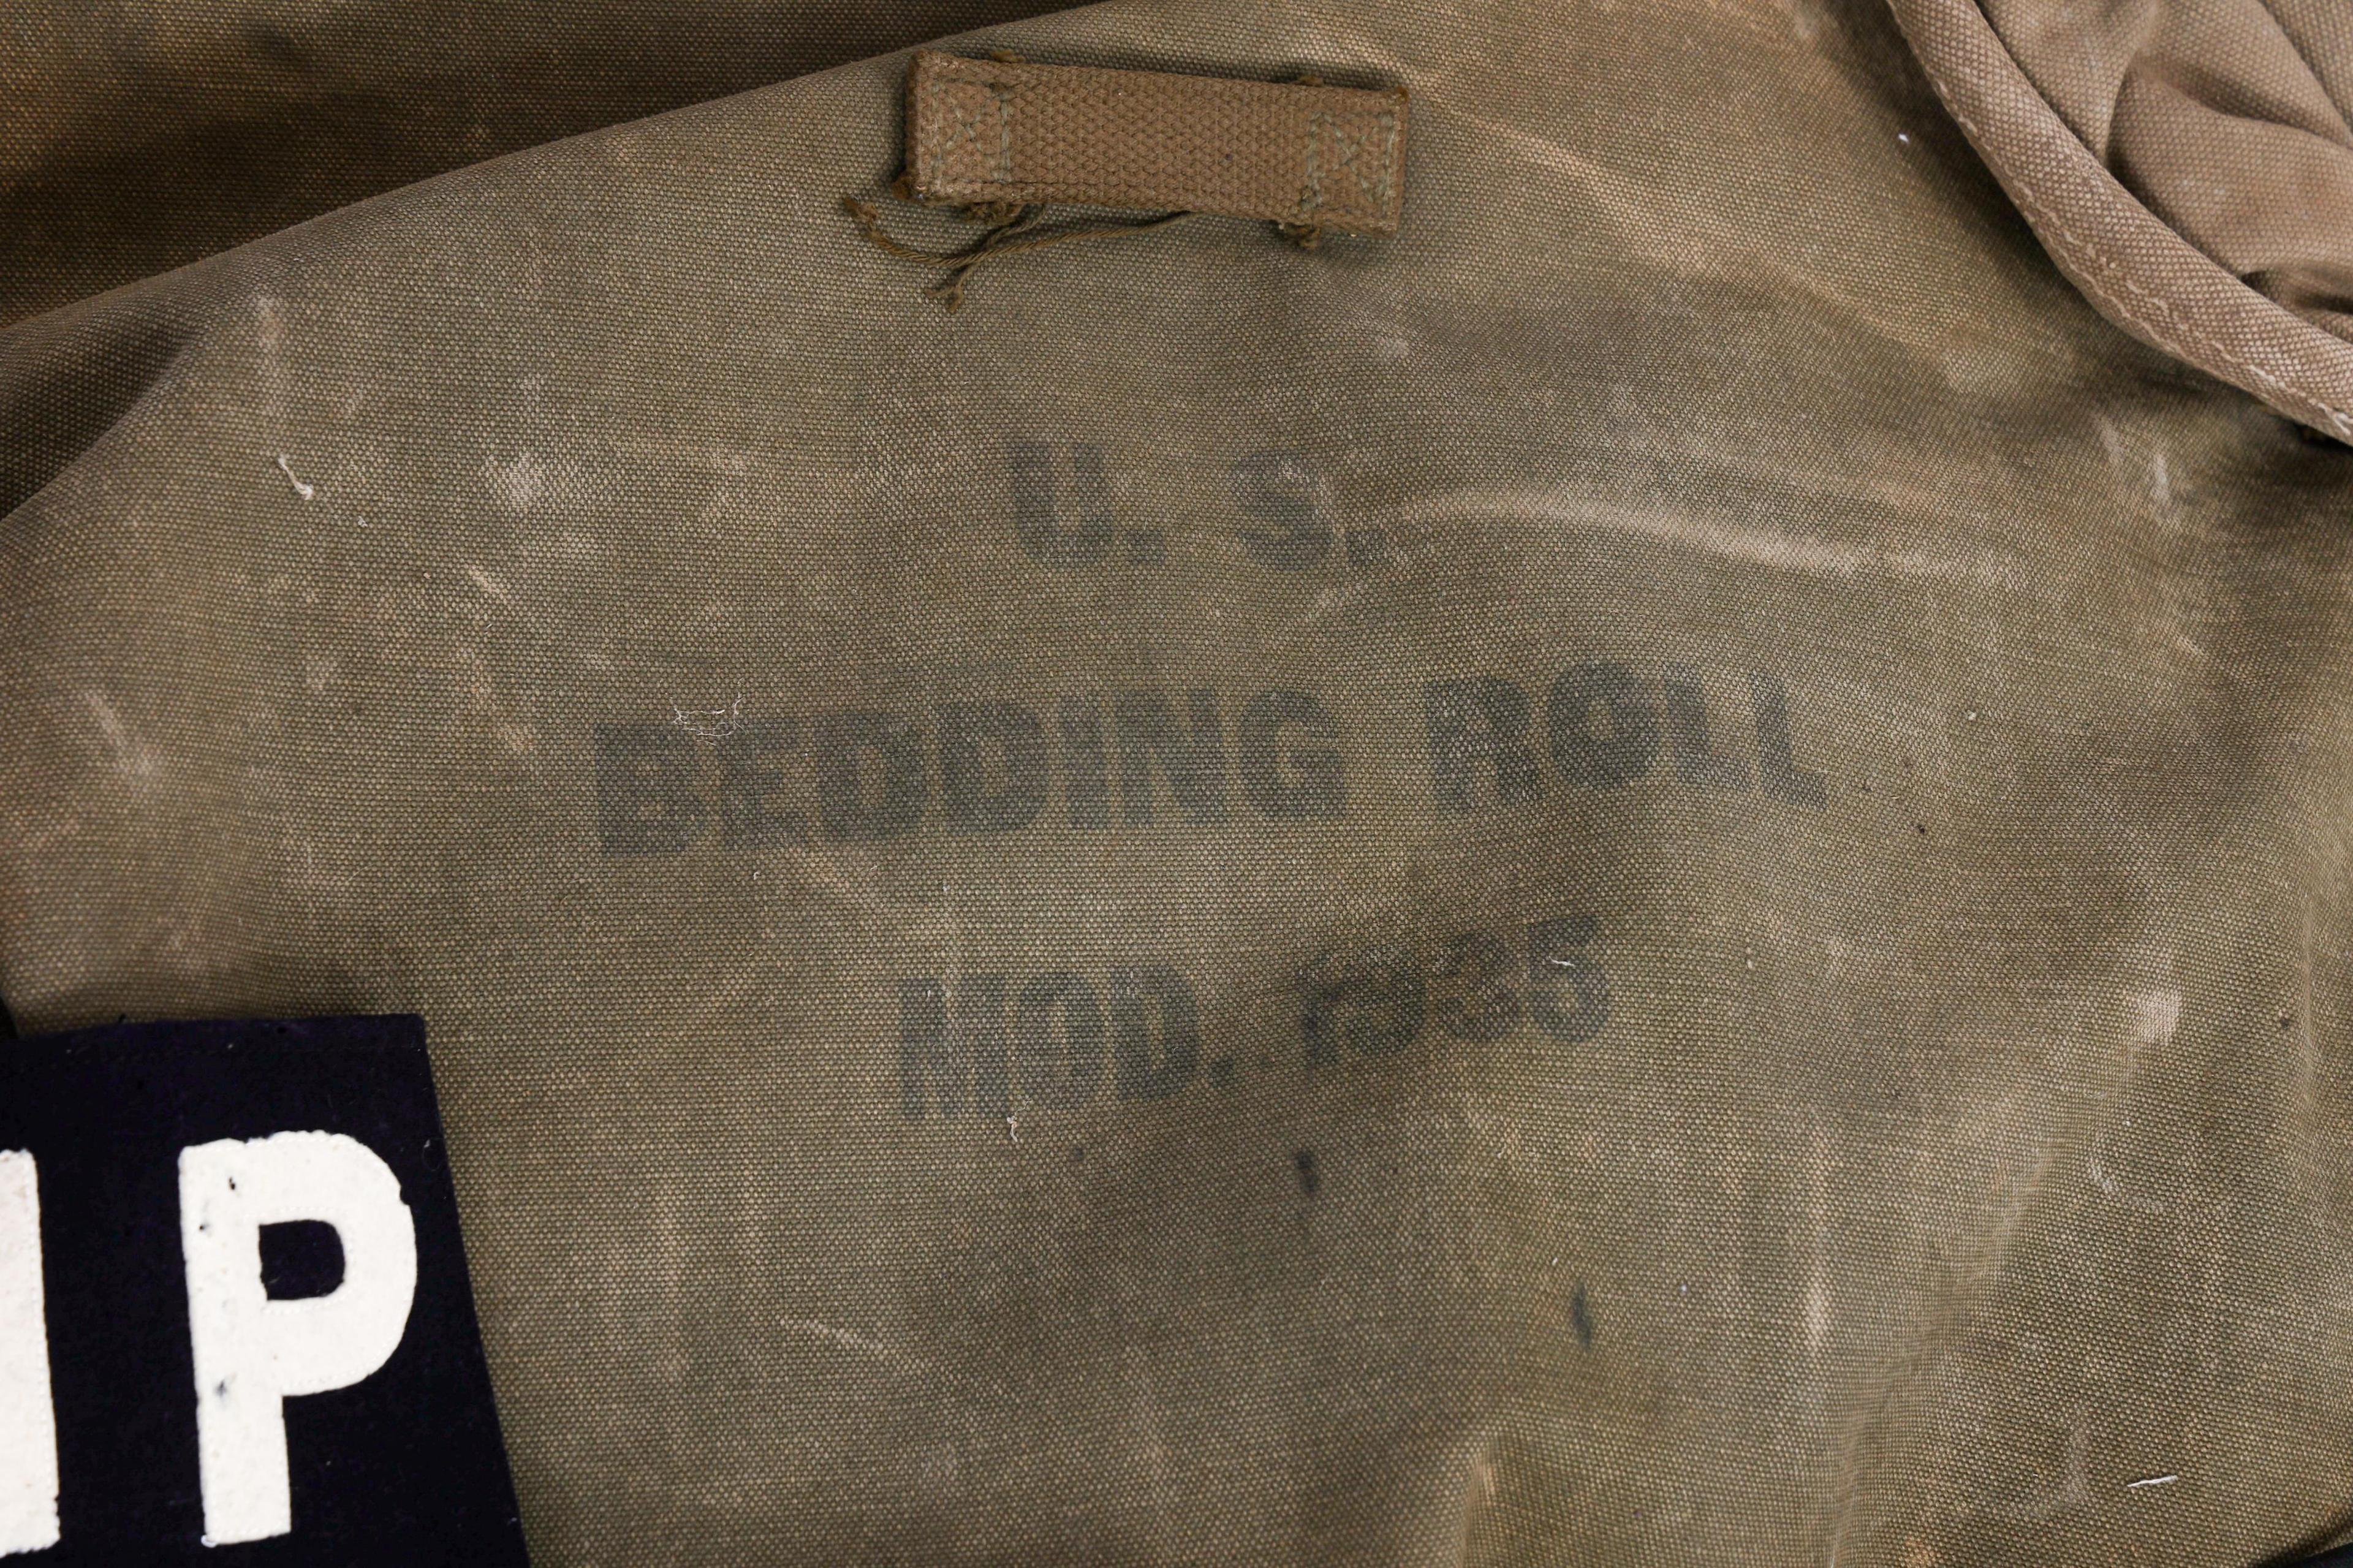 U. S.
BEDDING ROLL
MOD. 1935
P